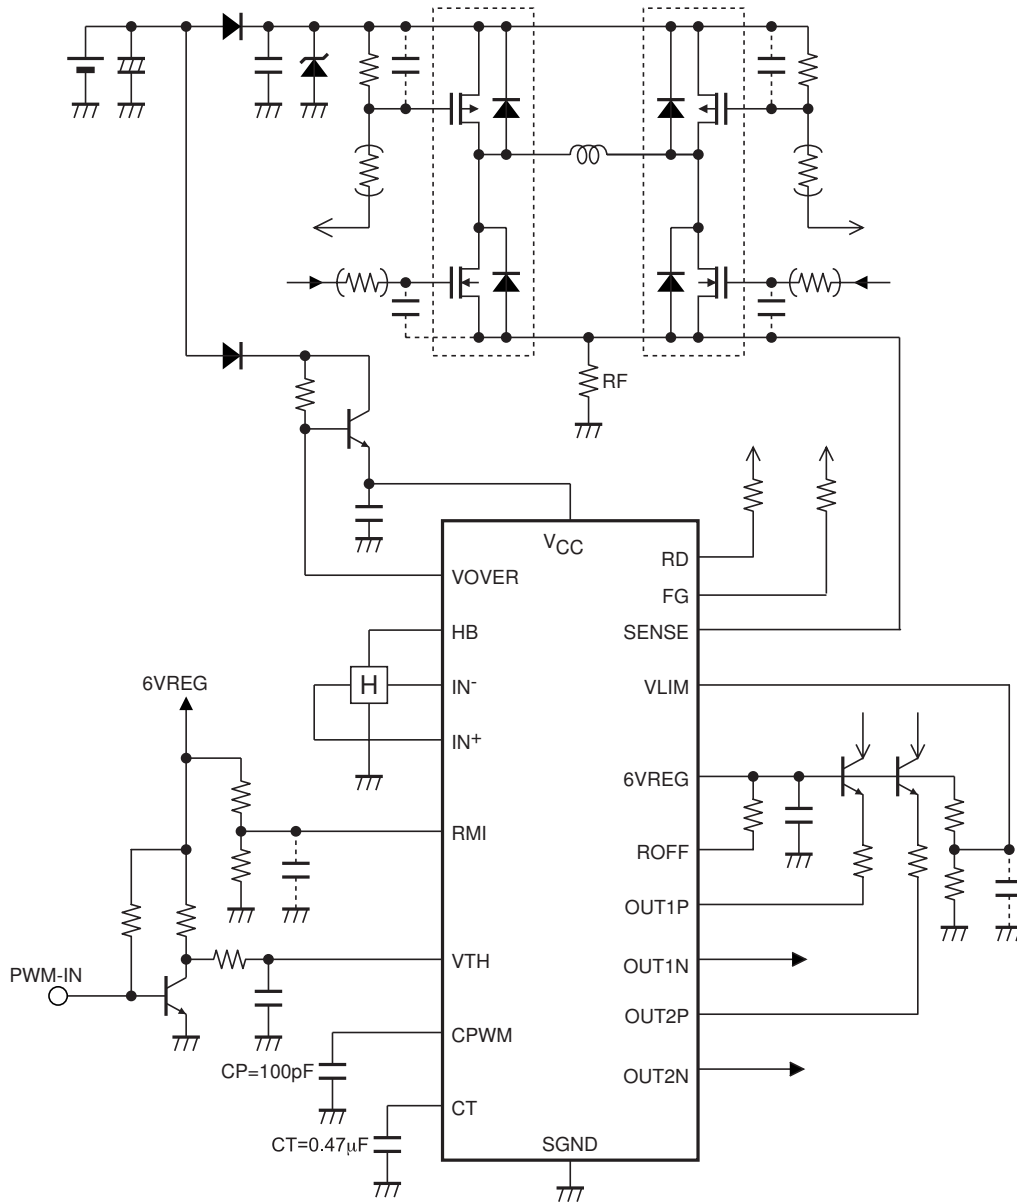 RF
VCC
RD
VOVER
FG
HB
SENSE
H
IN-
VLIM
6VREG
IN+
6VREG
RMI
ROFF
OUT1P
PWM-IN
VTH
OUT1N
OUT2P
CPWM
CP=100pF
OUT2N
CT
CT=0.47μF
SGND